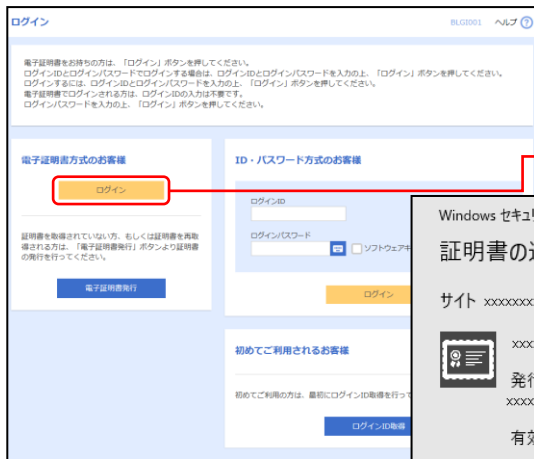 ログイン
BLGI001 ヘルプ ?
電子証明書をお持ちの方は、「ログイン」ボタンを押してください。
ログインIDとログインパスワードでログインする場合は、ログインIDとログインパスワードを入力の上、「ログイン」ボタンを押してください。
ログインするには、ログインIDとログインパスワードを入力の上、「ログイン」ボタンを押してください。
電子証明書でログインされる方は、ログインIDの入力は不要です。
ログインパスワードを入力の上、「ログイン」ボタンを押してください。
電子証明書方式のお客様
ログイン
証明書を取得されていない方、もしくは証明書を再取
得される方は、「電子証明書発行」ボタンより証明書
の発行を行ってください。
電子証明書発行
ID・パスワード方式のお客様
ログインID
ログインパスワード
ソフトウェアキ
ログイン
初めてご利用されるお客様
初めてご利用の方は、最初にログインID取得を行って
ログインID取得
Windows セキュリ
証明書の選
サイト xxxxxxxx
xxx
発行
xxxx
有効